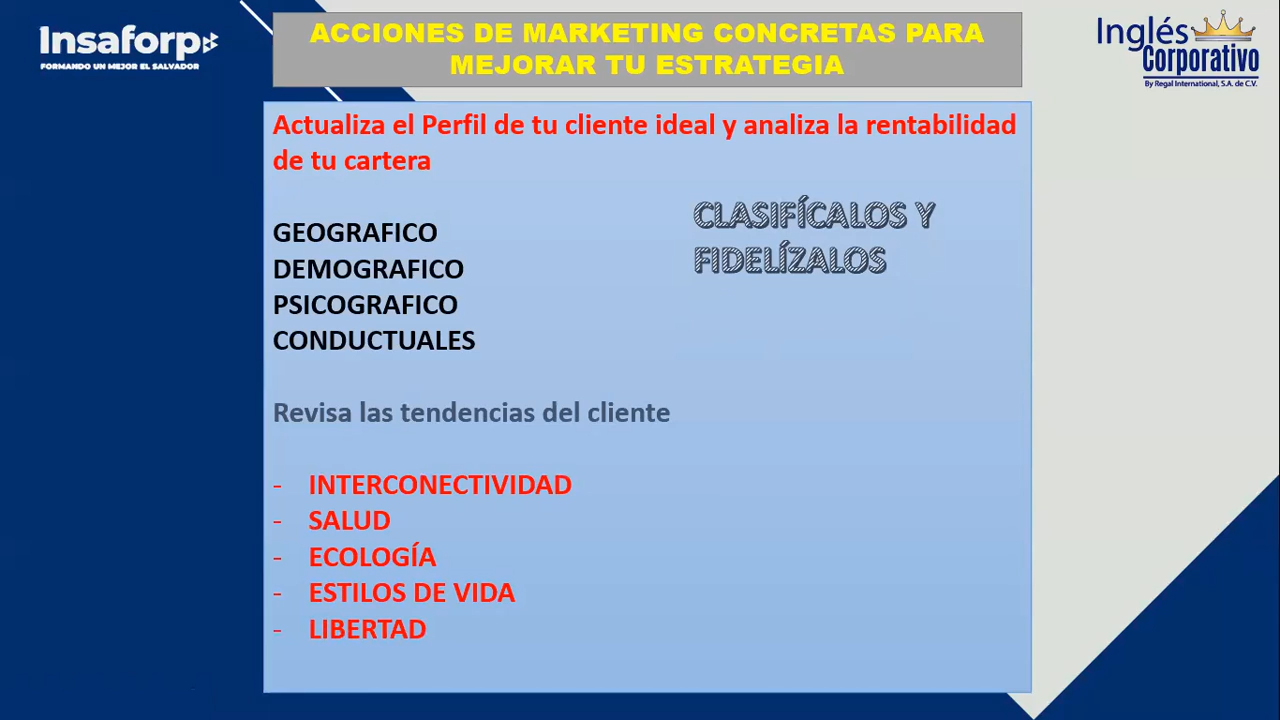 Insaforp
FORMANDO UN MEJOR EL SALVADOR
ACCIONES DE MARKETING CONCRETAS PARA
MEJORAR TU ESTRATEGIA
Inglés
Corporativo
By Regal International, S.A. de C.V.
Actualiza el Perfil de tu cliente ideal y analiza la rentabilidad
de tu cartera
CLASIFÍCALOS Y
FIDELÍZALOS
GEOGRAFICO
DEMOGRAFICO
PSICOGRAFICO
CONDUCTUALES
Revisa las tendencias del cliente
- INTERCONECTIVIDAD
- SALUD
- ECOLOGÍA
- ESTILOS DE VIDA
- LIBERTAD